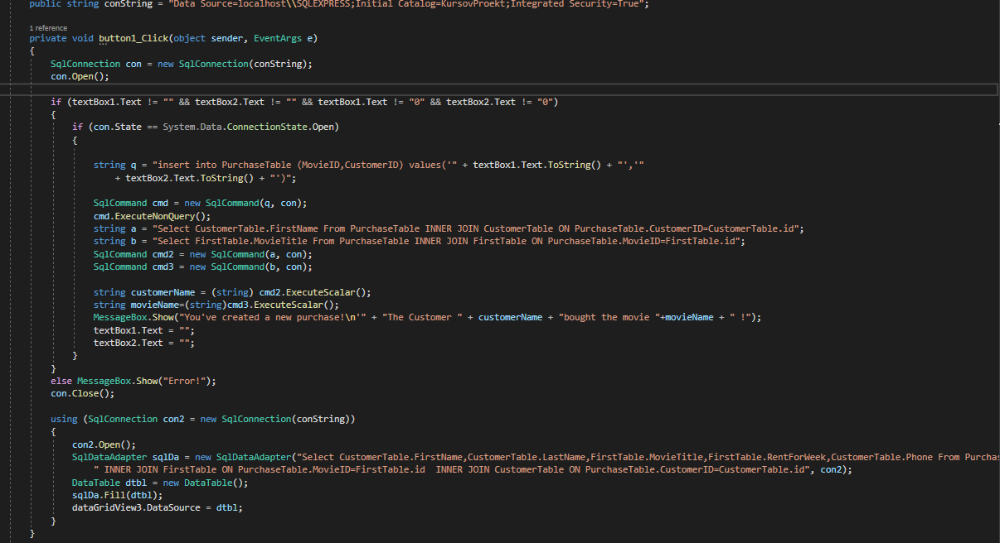 public string conString = "Data Source=localhost\\SQLEXPRESS;Initial Catalog=KursovProekt;Integrated Security=True";
1 reference
private void button1_Click(object sender, EventArgs e)
{
SqlConnection con = new SqlConnection(conString);
con.Open();
if (textBox1.Text != "" && textBox2.Text != "" && textBox1.Text != "0" && textBox2.Text != "0")
{
if (con.State == System.Data.ConnectionState.Open)
{
string q = "insert into PurchaseTable (MovieID,CustomerID) values('" + textBox1.Text.ToString() + "','"
+ textBox2.Text.ToString() + "')";
SqlCommand cmd = new SqlCommand(q, con);
cmd.ExecuteNonQuery();
string a = "Select CustomerTable.FirstName From PurchaseTable INNER JOIN CustomerTable ON PurchaseTable.CustomerID=CustomerTable.id";
string b = "Select FirstTable.MovieTitle From PurchaseTable INNER JOIN FirstTable ON PurchaseTable.MovieID=FirstTable.id";
SqlCommand cmd2 = new SqlCommand(a, con);
SqlCommand cmd3 = new SqlCommand(b, con);
string customerName = (string) cmd2.ExecuteScalar();
string movieName=(string)cmd3.ExecuteScalar();
MessageBox.Show("You've created a new purchase!\n'" + "The Customer " + customerName + "bought the movie "+movieName + " !");
textBox1.Text = "";
textBox2.Text = "";
}
}
else MessageBox.Show("Error!");
con.Close();
using (SqlConnection con2 = new SqlConnection(conString))
{
con2.Open();
SqlDataAdapter sqlDa = new SqlDataAdapter("Select CustomerTable.FirstName,CustomerTable.LastName,FirstTable.MovieTitle,FirstTable.RentForWeek,CustomerTable.Phone From Purchas
" INNER JOIN FirstTable ON PurchaseTable.MovieID=FirstTable.id  INNER JOIN CustomerTable ON PurchaseTable.CustomerID=CustomerTable.id", con2);
DataTable dtbl = new DataTable();
sqlDa.Fill(dtbl);
dataGridView3.DataSource = dtbl;
}
}